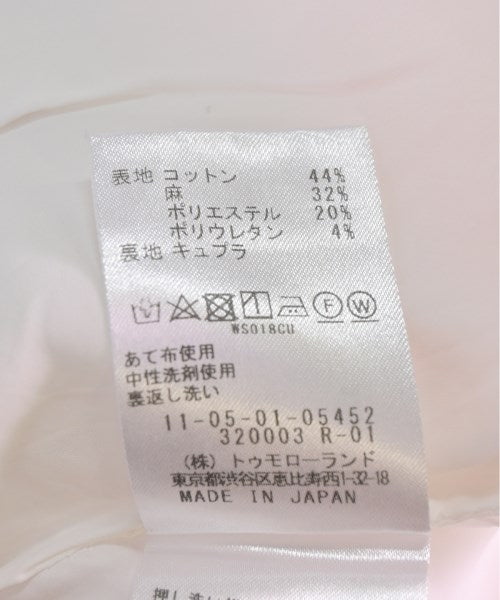 表地 コットン 44%
麻 32%
ポリエステル 20%
ポリウレタン 4%
裏地 キュプラ
F W
WS018CU
あて布使用
中性洗剤使用
裏返し洗い
11-05-01-05452
320003 R-01
(株) トゥモローランド
東京都渋谷区恵比寿西1-32-18
MADE IN JAPAN
押し洗い